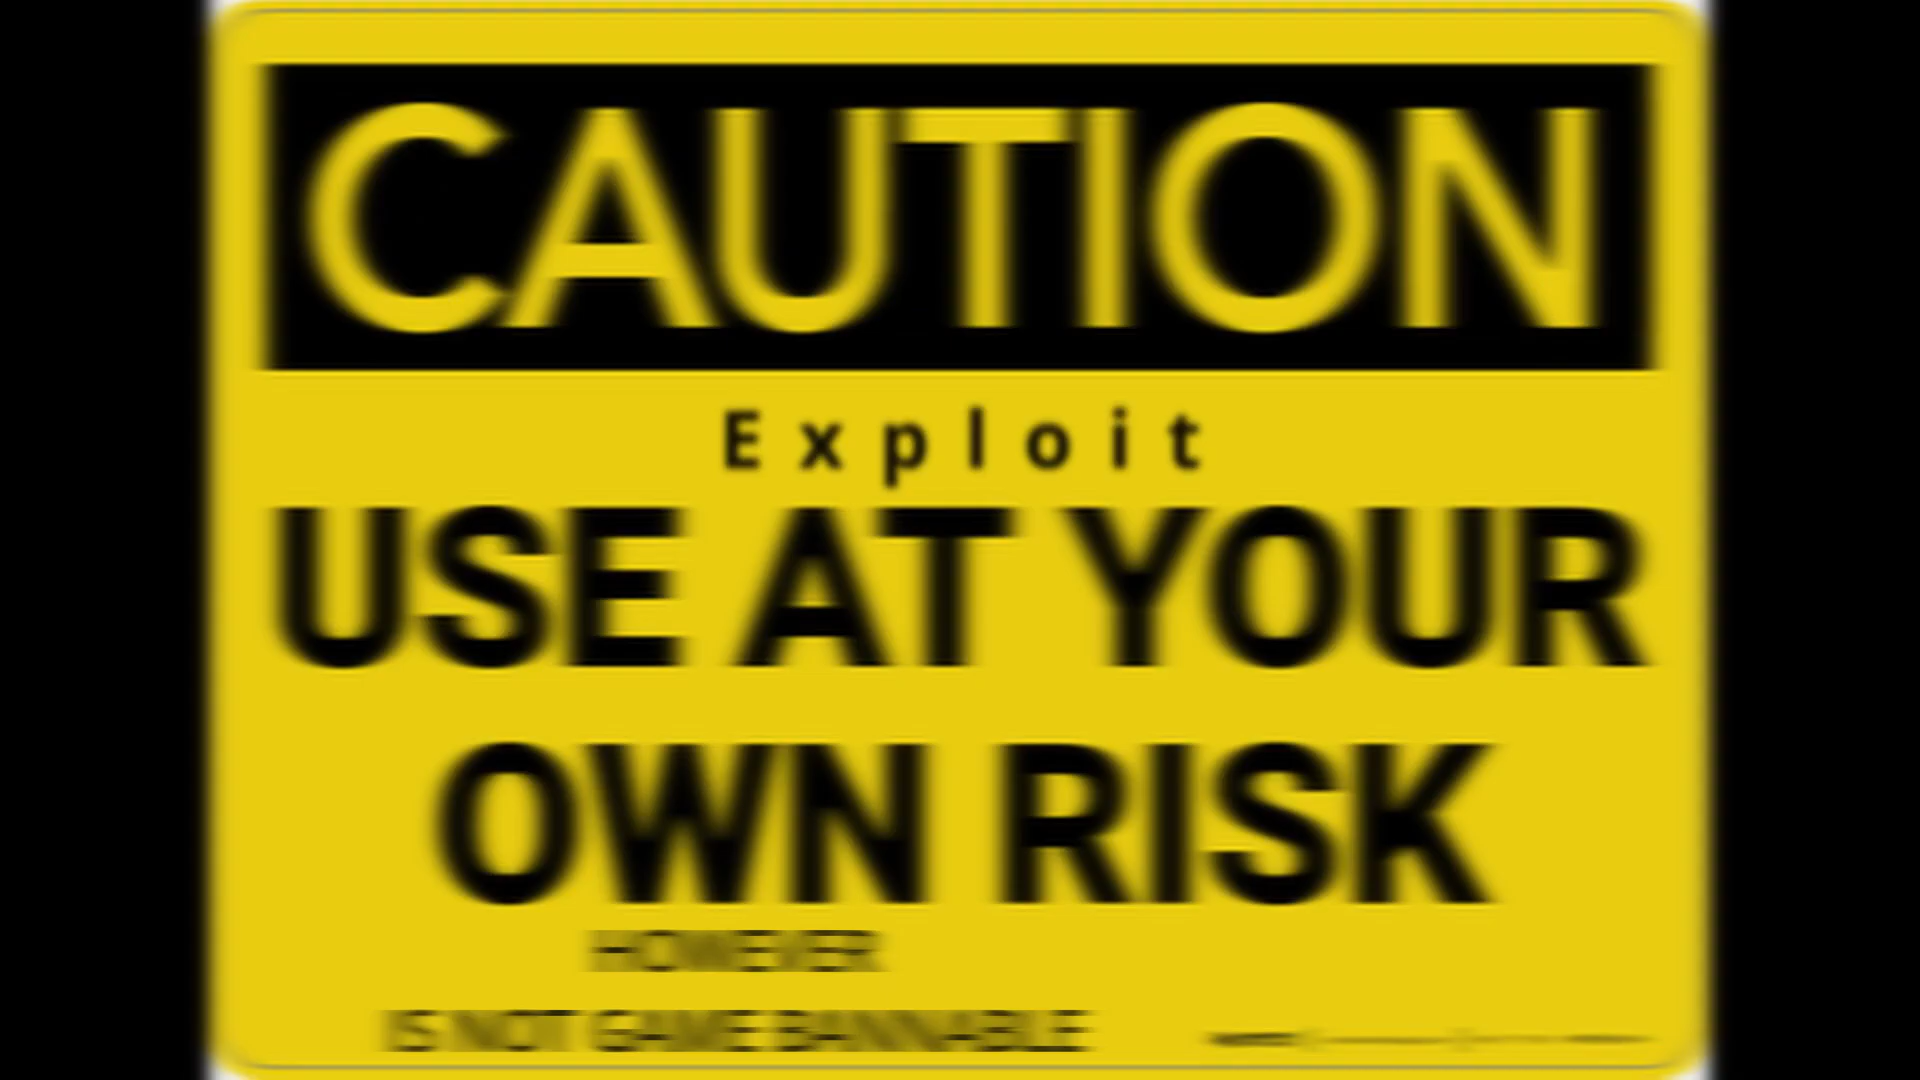 CAUTION
Exploit
USE AT YOUR
OWN RISK
HOWEVER
IS NOT GAME BANNABLE